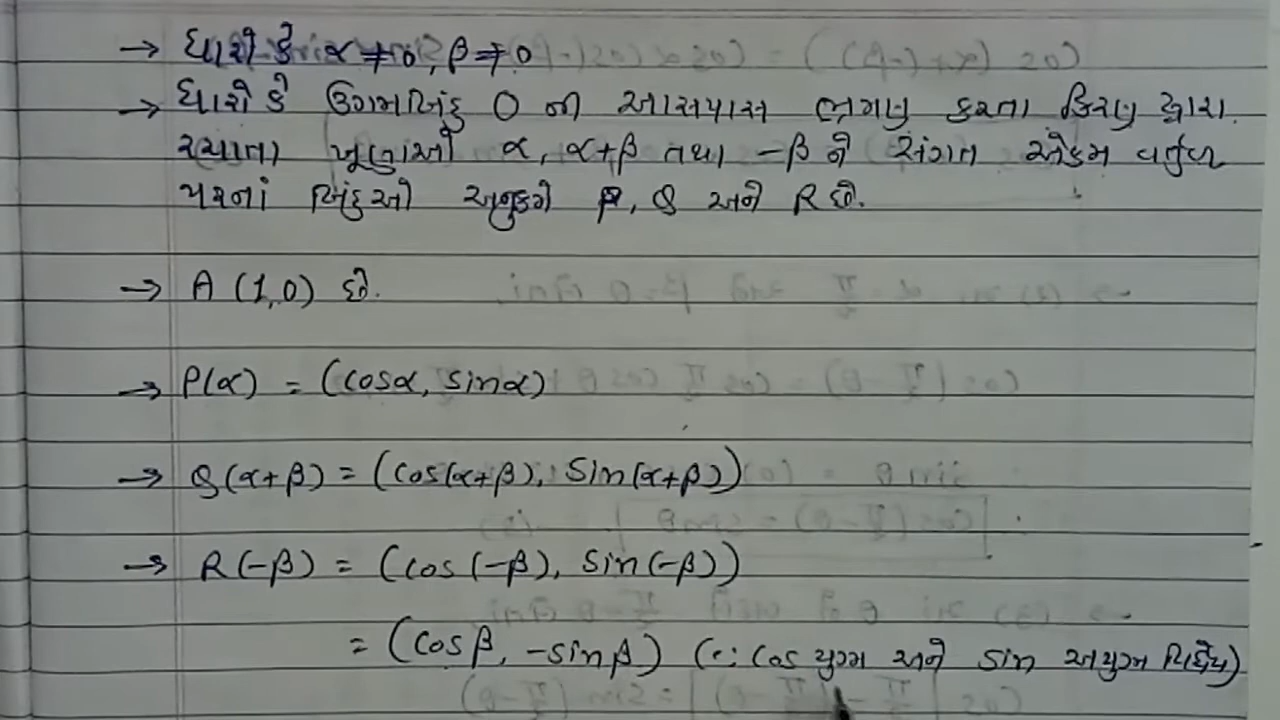 → ધારો કે α ≠ 0, β ≠ 0
→ ધારો કે ઉગમબિંદુ O ની આસપાસ ભ્રમણ કરતા કિરણ દ્વારા
રચાતા ખૂણાઓ α, α+β તથા -β ને સંગત એકમ વર્તુળ
પરનાં બિંદુઓ અનુક્રમે P, Q અને R છે.
→ A (1,0) છે.
→ P(α) = (cosα, sinα)
→ Q(α+β) = (cos(α+β), sin(α+β))
→ R(-β) = (cos(-β), sin(-β))
= (cosβ, -sinβ) (∵ cos યુગ્મ અને sin અયુગ્મ વિધેય)